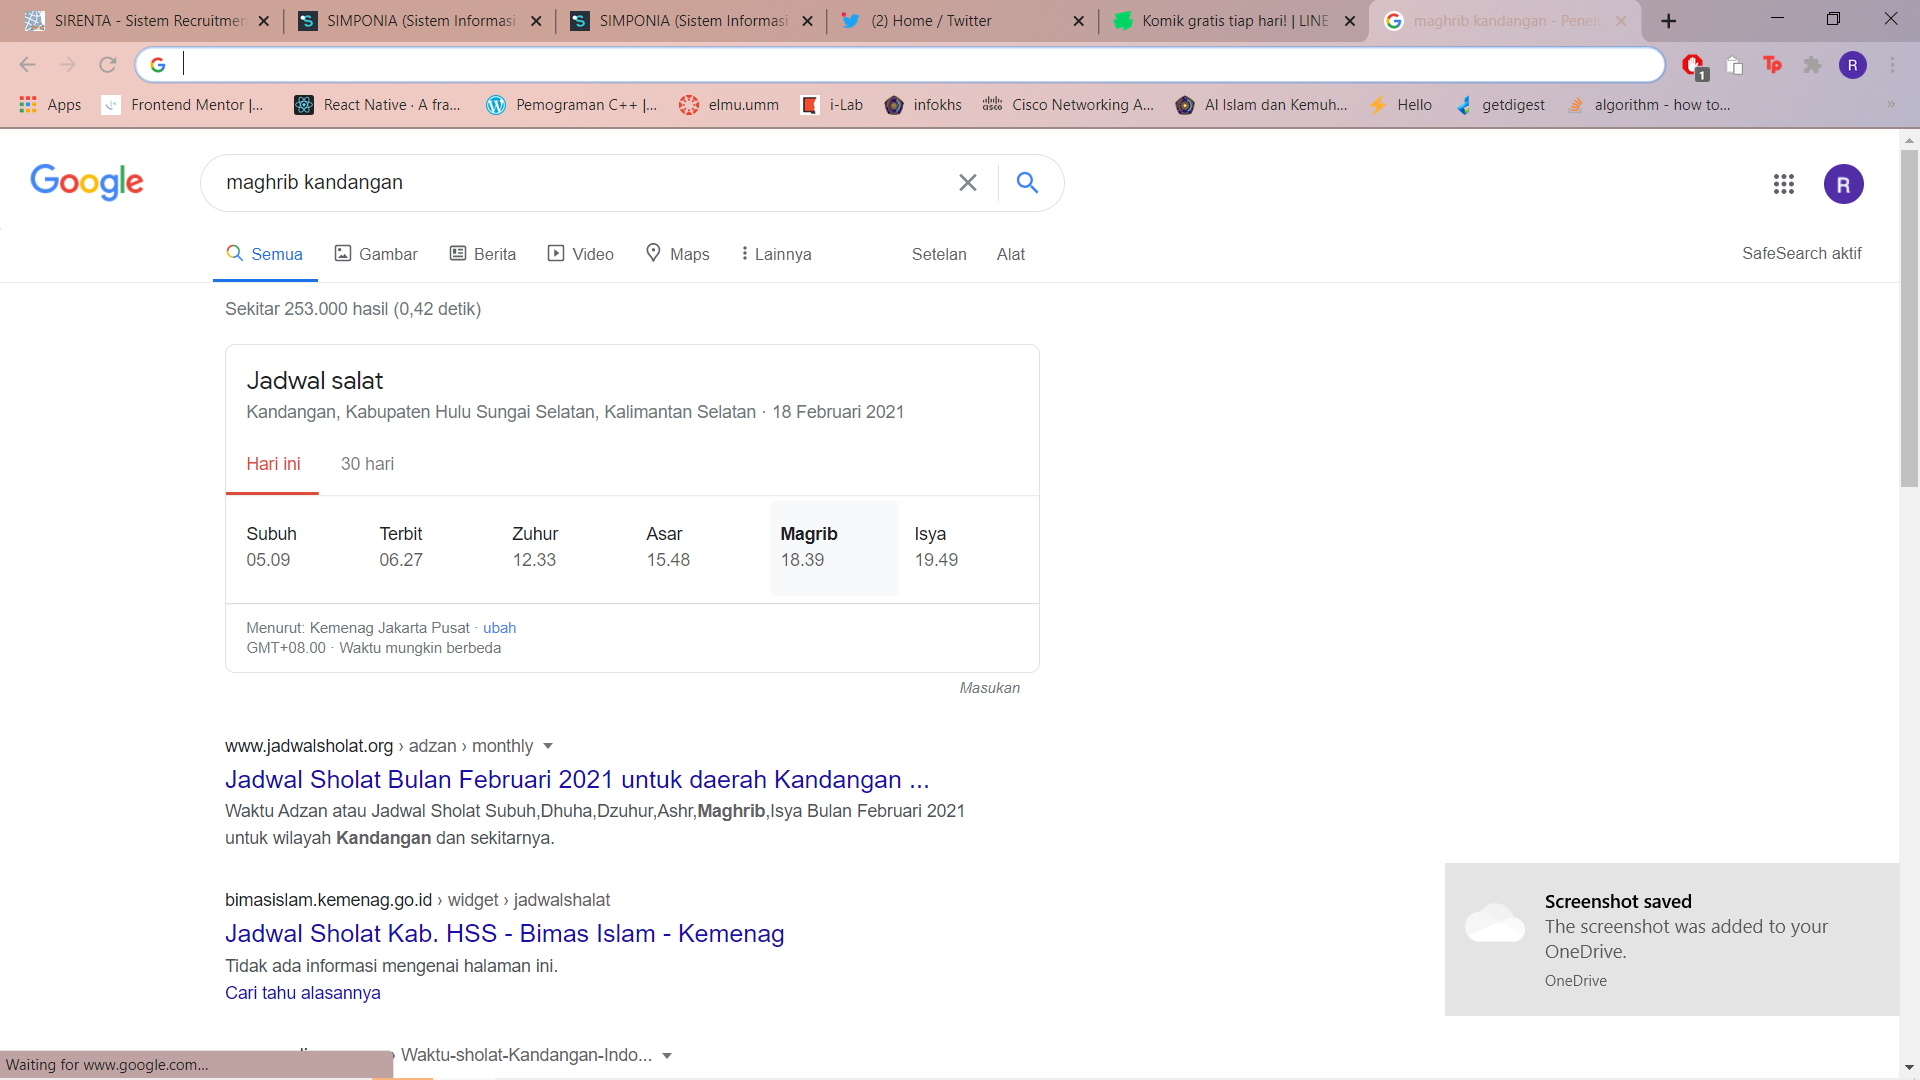 SIRENTA - Sistem Recruitmen
SIMPONIA (Sistem Informasi
SIMPONIA (Sistem Informasi
(2) Home / Twitter
Komik gratis tiap hari! | LINE
maghrib kandangan - Penel
1
R
Apps
Frontend Mentor |...
React Native · A fra...
Pemograman C++ |...
elmu.umm
i-Lab
infokhs
Cisco Networking A...
Al Islam dan Kemuh...
Hello
getdigest
algorithm - how to...
»
Google
maghrib kandangan
R
Semua
Gambar
Berita
Video
Maps
Lainnya
Setelan
Alat
SafeSearch aktif
Sekitar 253.000 hasil (0,42 detik)
Jadwal salat
Kandangan, Kabupaten Hulu Sungai Selatan, Kalimantan Selatan · 18 Februari 2021
Hari ini
30 hari
Subuh Terbit Zuhur Asar Magrib Isya
05.09 06.27 12.33 15.48 18.39 19.49
Menurut: Kemenag Jakarta Pusat · ubah
GMT+08.00 · Waktu mungkin berbeda
Masukan
www.jadwalsholat.org › adzan › monthly
Jadwal Sholat Bulan Februari 2021 untuk daerah Kandangan ...
Waktu Adzan atau Jadwal Sholat Subuh,Dhuha,Dzuhur,Ashr,Maghrib,Isya Bulan Februari 2021
untuk wilayah Kandangan dan sekitarnya.
bimasislam.kemenag.go.id › widget › jadwalshalat
Jadwal Sholat Kab. HSS - Bimas Islam - Kemenag
Tidak ada informasi mengenai halaman ini.
Cari tahu alasannya
Screenshot saved
The screenshot was added to your
OneDrive.
OneDrive
› Waktu-sholat-Kandangan-Indo...
Waiting for www.google.com...